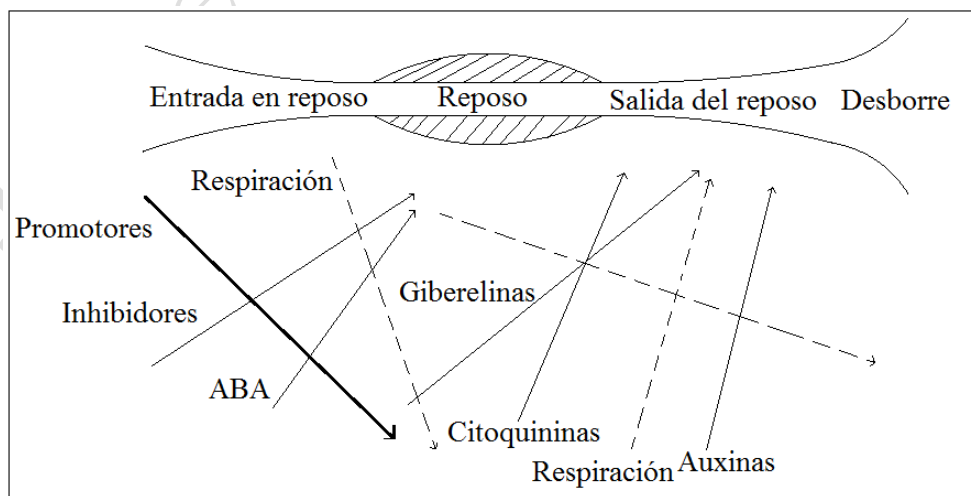 Entrada en reposo
Reposo
Salida del reposo
Desborre
Respiración
Promotores
Giberelinas
Inhibidores
ABA
Citoquininas
Respiración
Auxinas